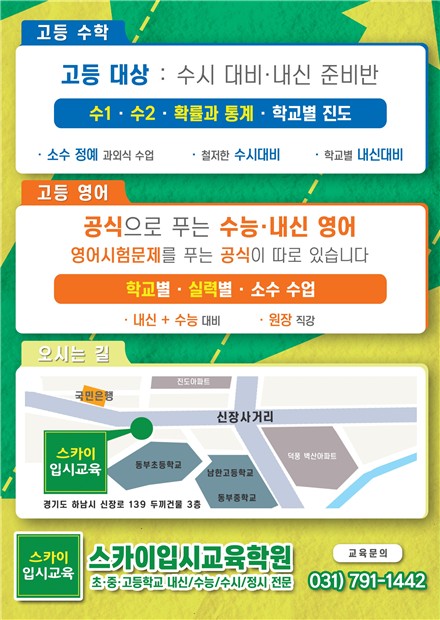 고등 수학
고등 대상 : 수시 대비·내신 준비반
수1 · 수2 · 확률과 통계 · 학교별 진도
· 소수 정예 과외식 수업 · 철저한 수시대비 · 학교별 내신대비
고등 영어
공식으로 푸는 수능·내신 영어
영어시험문제를 푸는 공식이 따로 있습니다
학교별 · 실력별 · 소수 수업
· 내신 + 수능 대비 · 원장 직강
오시는 길
진도아파트
국민은행
신장사거리
스카이
입시교육
동부초등학교
남한고등학교
동부중학교
덕풍 백산아파트
경기도 하남시 신장로 139 두끼건물 3층
스카이
입시교육
스카이입시교육학원
초·중·고등학교 내신/수능/수시/정시 전문
교육문의
031) 791-1442